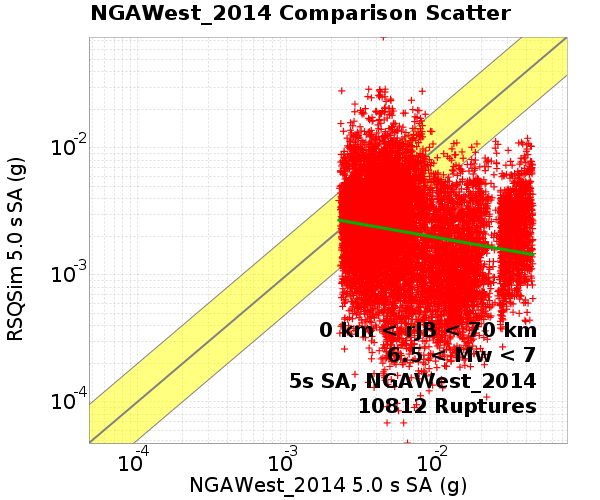 NGAWest_2014 Comparison Scatter
RSQSim 5.0 s SA (g)
10-2
10-3
10-4
0 km < rJB < 70 km
6.5 < Mw < 7
5s SA, NGAWest_2014
10812 Ruptures
10-4
10-3
10-2
NGAWest_2014 5.0 s SA (g)